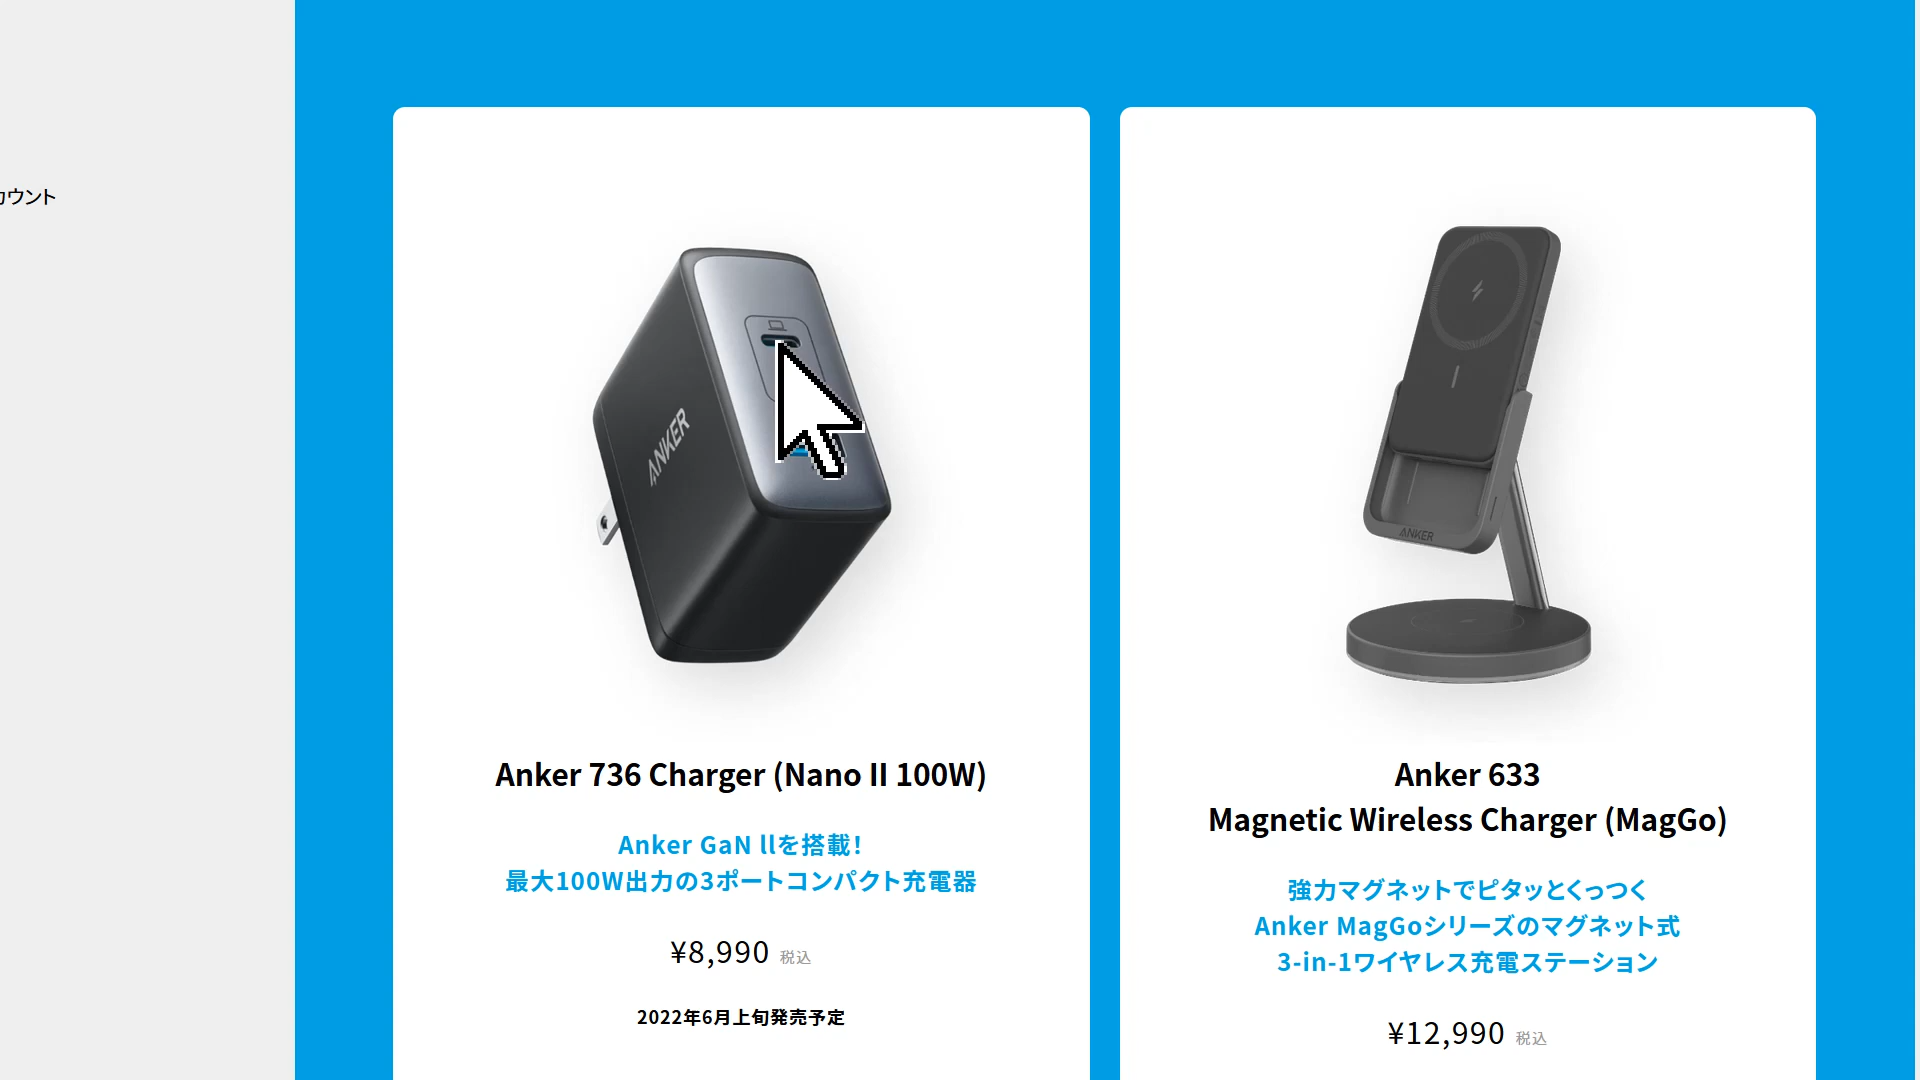 カウント
ANKER
ANKER
Anker 736 Charger (Nano II 100W)
Anker GaN llを搭載!
最大100W出力の3ポートコンパクト充電器
¥8,990 税込
2022年6月上旬発売予定
Anker 633
Magnetic Wireless Charger (MagGo)
強力マグネットでピタッとくっつく
Anker MagGoシリーズのマグネット式
3-in-1ワイヤレス充電ステーション
¥12,990 税込